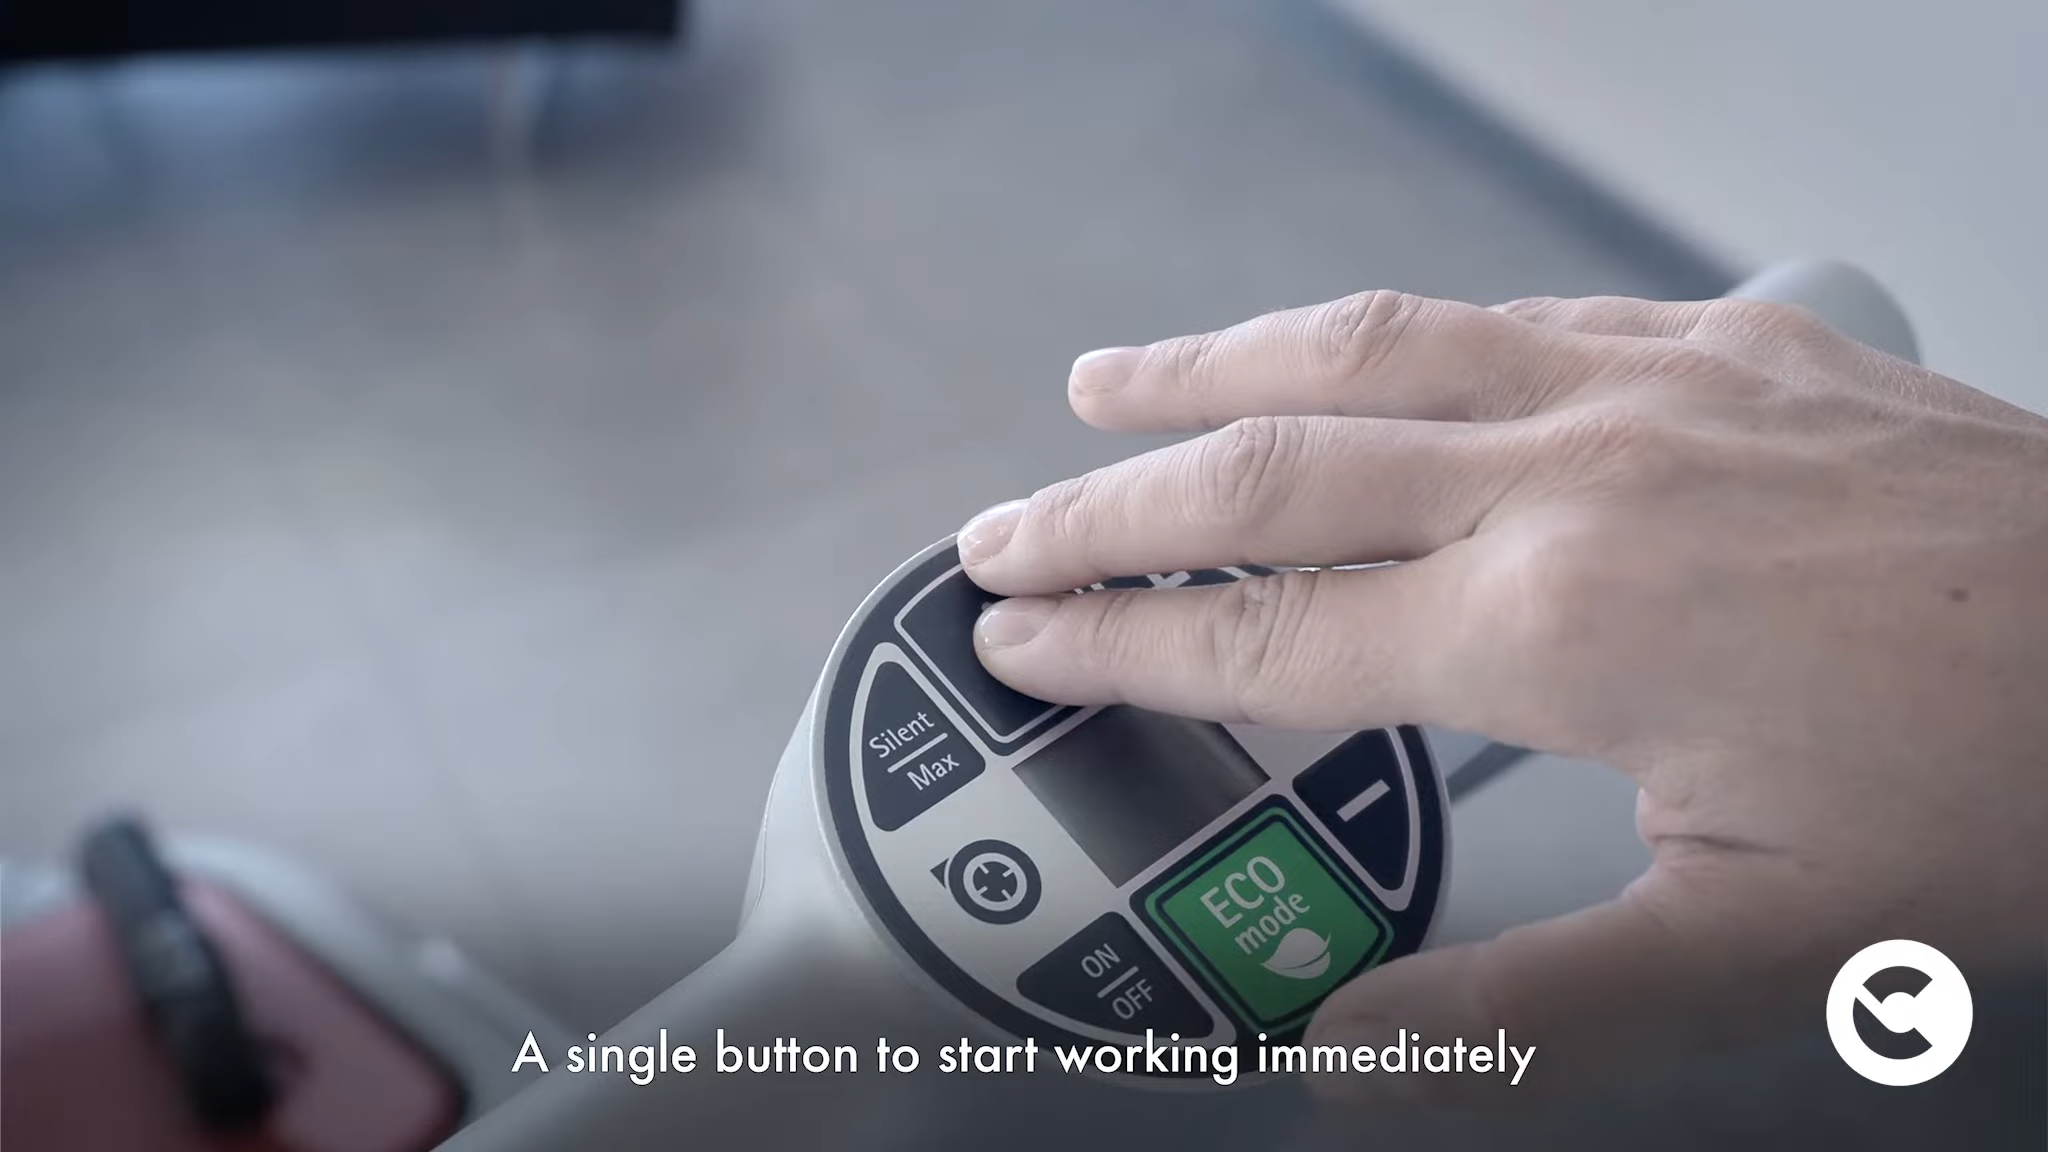 Silent
Max
ECO
mode
ON
OFF
A single button to start working immediately